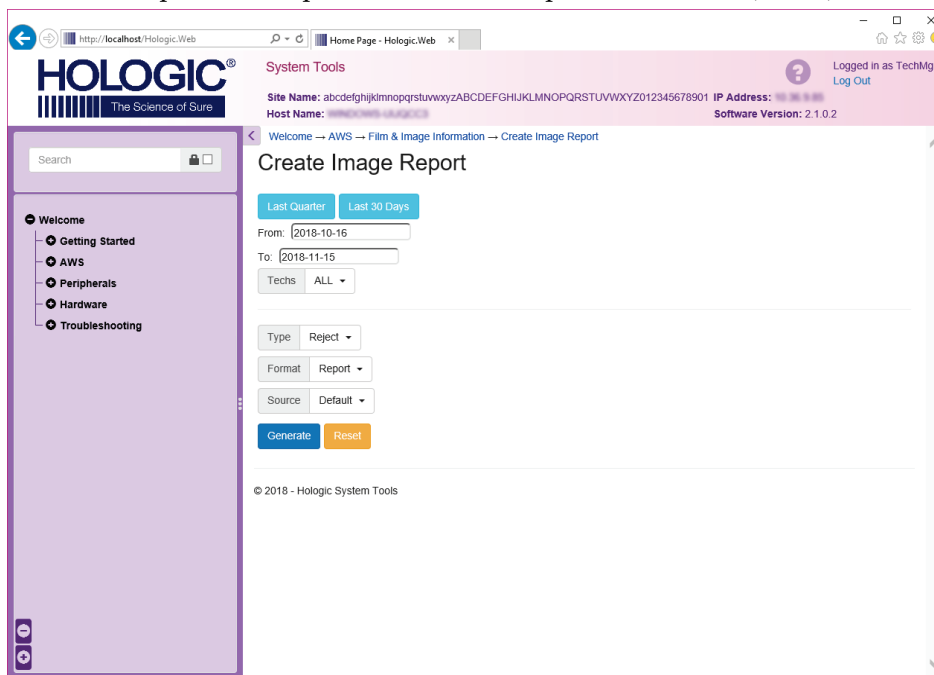 http://localhost/Hologic.Web
Home Page - Hologic.Web
HOLOGIC®
The Science of Sure
System Tools
Logged in as TechMg
Log Out
Site Name: abcdefghijklmnopqrstuvwxyzABCDEFGHIJKLMNOPQRSTUVWXYZ012345678901 IP Address:
Host Name:
Software Version: 2.1.0.2
Welcome → AWS → Film & Image Information → Create Image Report
Search
Create Image Report
Last Quarter
Last 30 Days
From: 2018-10-16
To: 2018-11-15
Techs ALL
Welcome
Getting Started
AWS
Peripherals
Hardware
Troubleshooting
Type Reject
Format Report
Source Default
Generate
Reset
© 2018 - Hologic System Tools